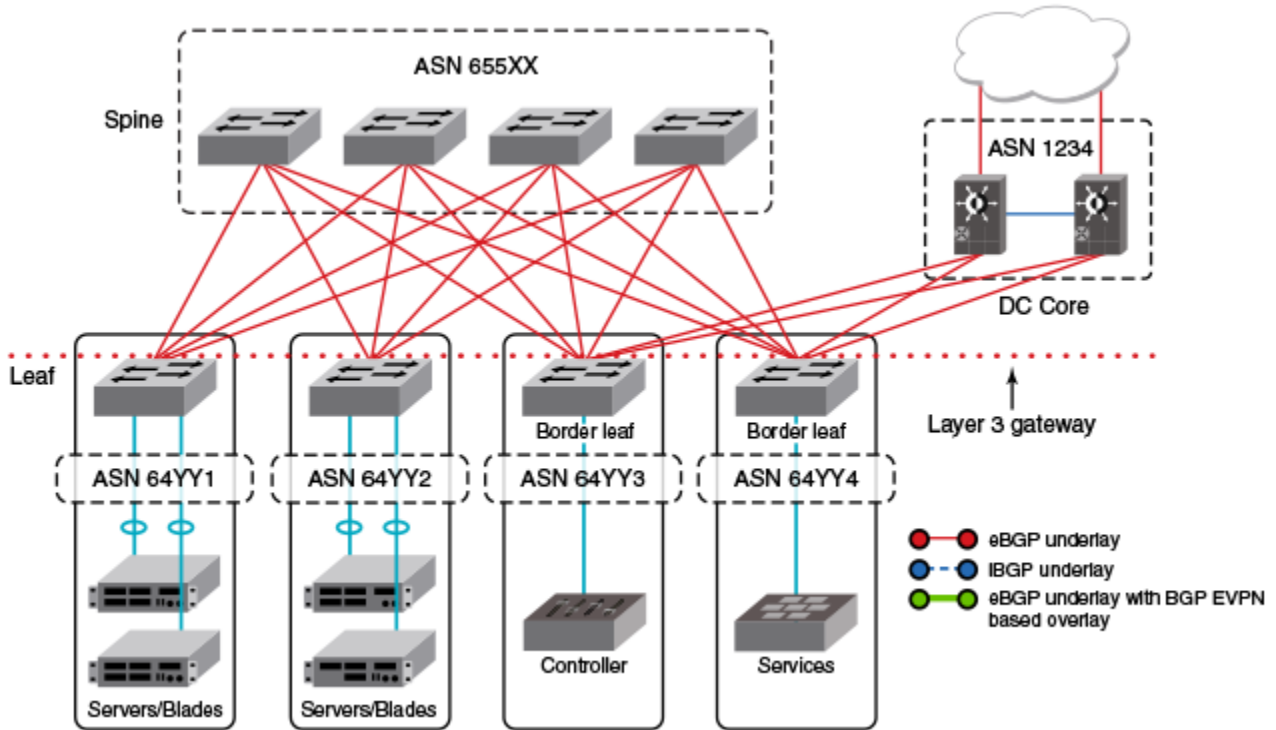 ASN 655XX
Spine
ASN 1234
DC Core
Leaf
Layer 3 gateway
Border leaf
Border leaf
ASN 64YY1
ASN 64YY2
ASN 64YY3
ASN 64YY4
eBGP underlay
IBGP underlay
eBGP underlay with BGP EVPN
based overlay
Controller
Services
Servers/Blades
Servers/Blades